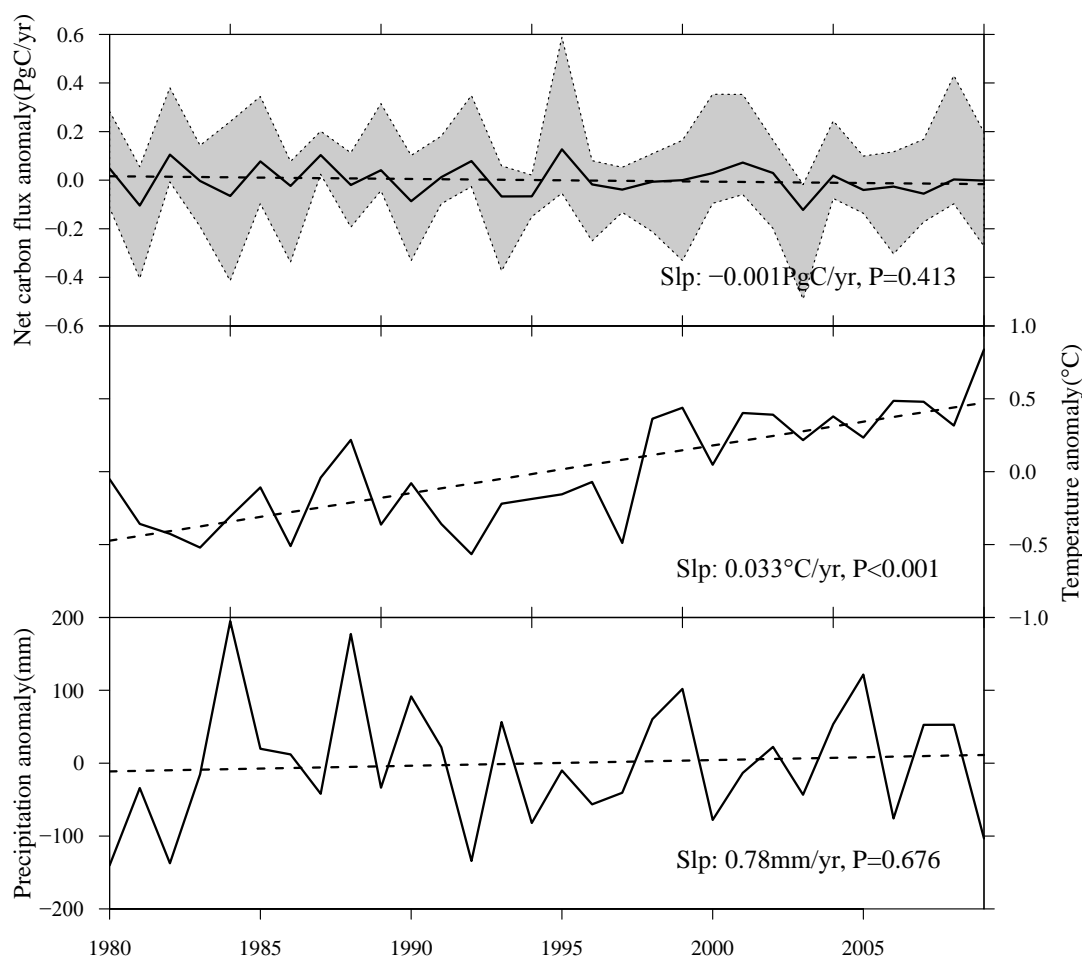 Net carbon flux anomaly(PgC/yr)
0.6
0.4
0.2
0.0
−0.2
−0.4
−0.6
Slp: −0.001PgC/yr, P=0.413
Temperature anomaly(°C)
1.0
0.5
0.0
−0.5
−1.0
Slp: 0.033°C/yr, P<0.001
Precipitation anomaly(mm)
200
100
0
−100
−200
Slp: 0.78mm/yr, P=0.676
1980 1985 1990 1995 2000 2005